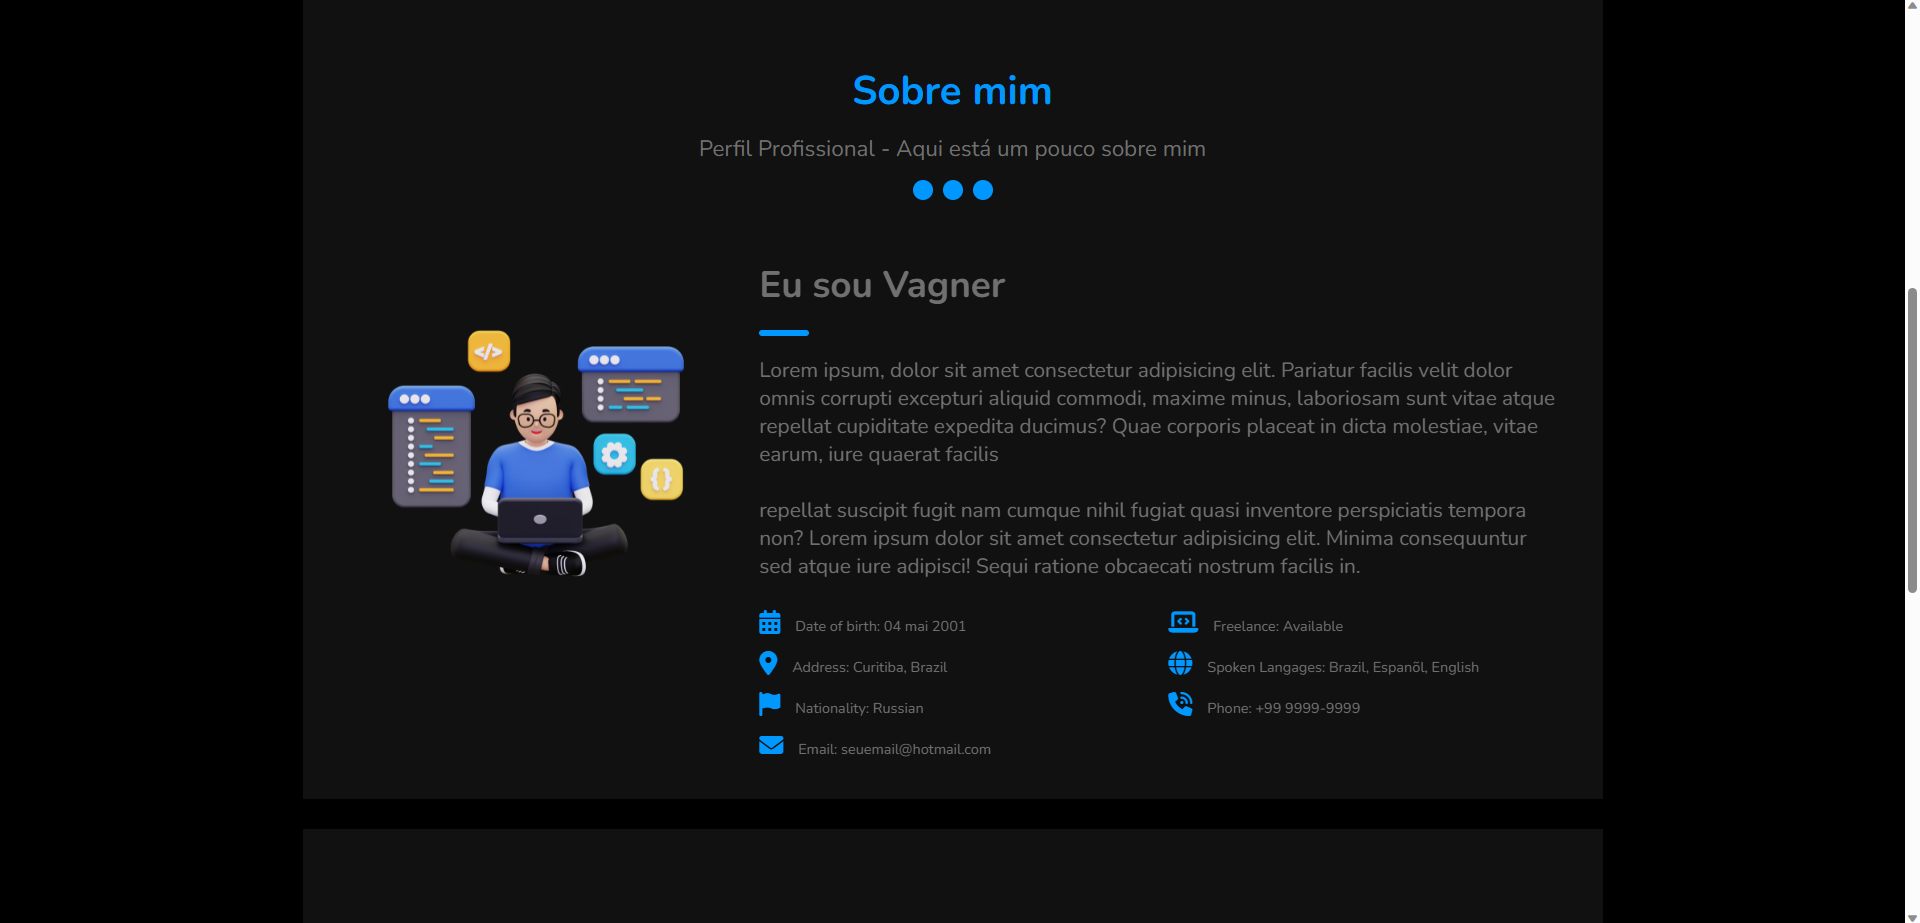 Sobre mim
Perfil Profissional - Aqui está um pouco sobre mim
Eu sou Vagner
</>
{}
Lorem ipsum, dolor sit amet consectetur adipisicing elit. Pariatur facilis velit dolor
omnis corrupti excepturi aliquid commodi, maxime minus, laboriosam sunt vitae atque
repellat cupiditate expedita ducimus? Quae corporis placeat in dicta molestiae, vitae
earum, iure quaerat facilis
repellat suscipit fugit nam cumque nihil fugiat quasi inventore perspiciatis tempora
non? Lorem ipsum dolor sit amet consectetur adipisicing elit. Minima consequuntur
sed atque iure adipisci! Sequi ratione obcaecati nostrum facilis in.
Date of birth: 04 mai 2001
Freelance: Available
Address: Curitiba, Brazil
Spoken Langages: Brazil, Espanõl, English
Nationality: Russian
Phone: +99 9999-9999
Email: seuemail@hotmail.com